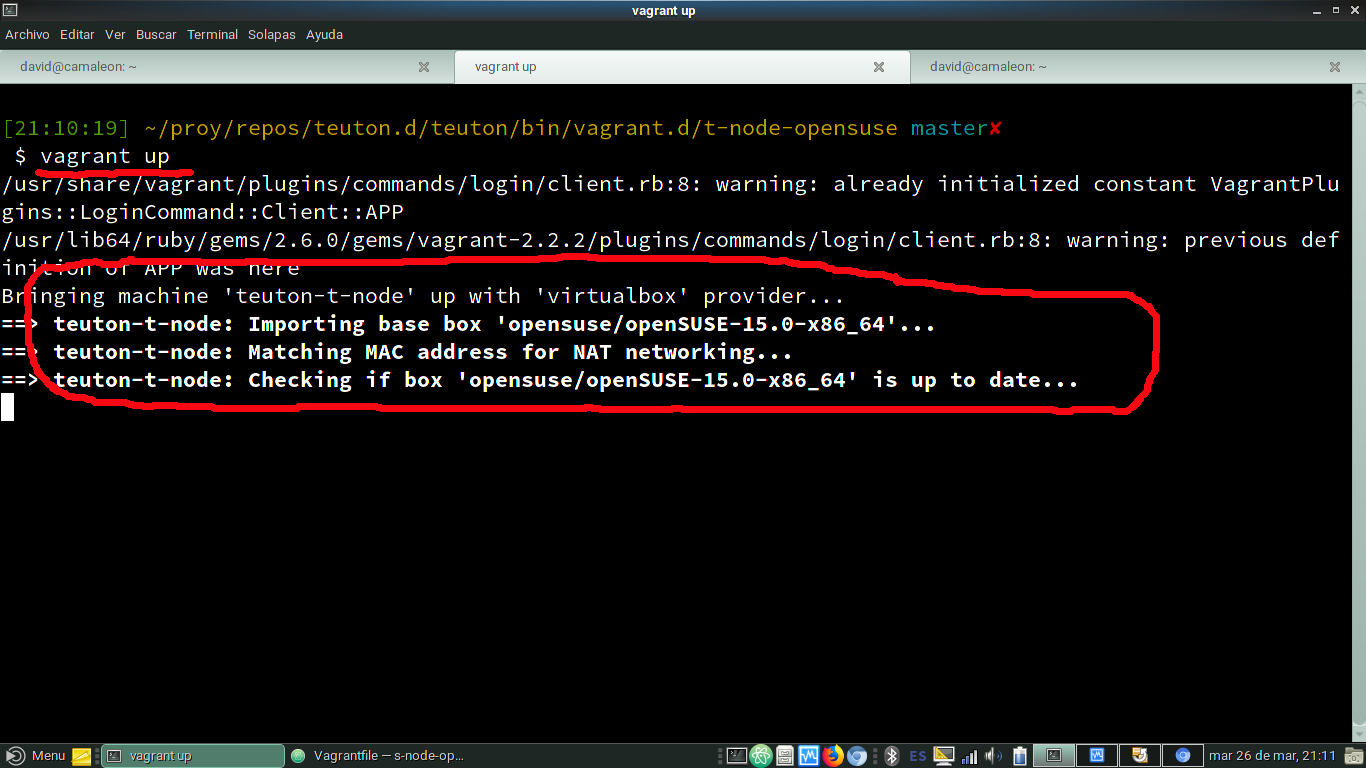 vagrant up
Archivo Editar Ver Buscar Terminal Solapas Ayuda
david@camaleon: ~ vagrant up david@camaleon: ~
[21:10:19] ~/proy/repos/teuton.d/teuton/bin/vagrant.d/t-node-opensuse master✘
$ vagrant up
/usr/share/vagrant/plugins/commands/login/client.rb:8: warning: already initialized constant VagrantPlu
gins::LoginCommand::Client::APP
/usr/lib64/ruby/gems/2.6.0/gems/vagrant-2.2.2/plugins/commands/login/client.rb:8: warning: previous def
inition of APP was here
Bringing machine 'teuton-t-node' up with 'virtualbox' provider...
==> teuton-t-node: Importing base box 'opensuse/openSUSE-15.0-x86_64'...
==> teuton-t-node: Matching MAC address for NAT networking...
==> teuton-t-node: Checking if box 'opensuse/openSUSE-15.0-x86_64' is up to date...
Menu vagrant up Vagrantfile — s-node-op... ES mar 26 de mar, 21:11